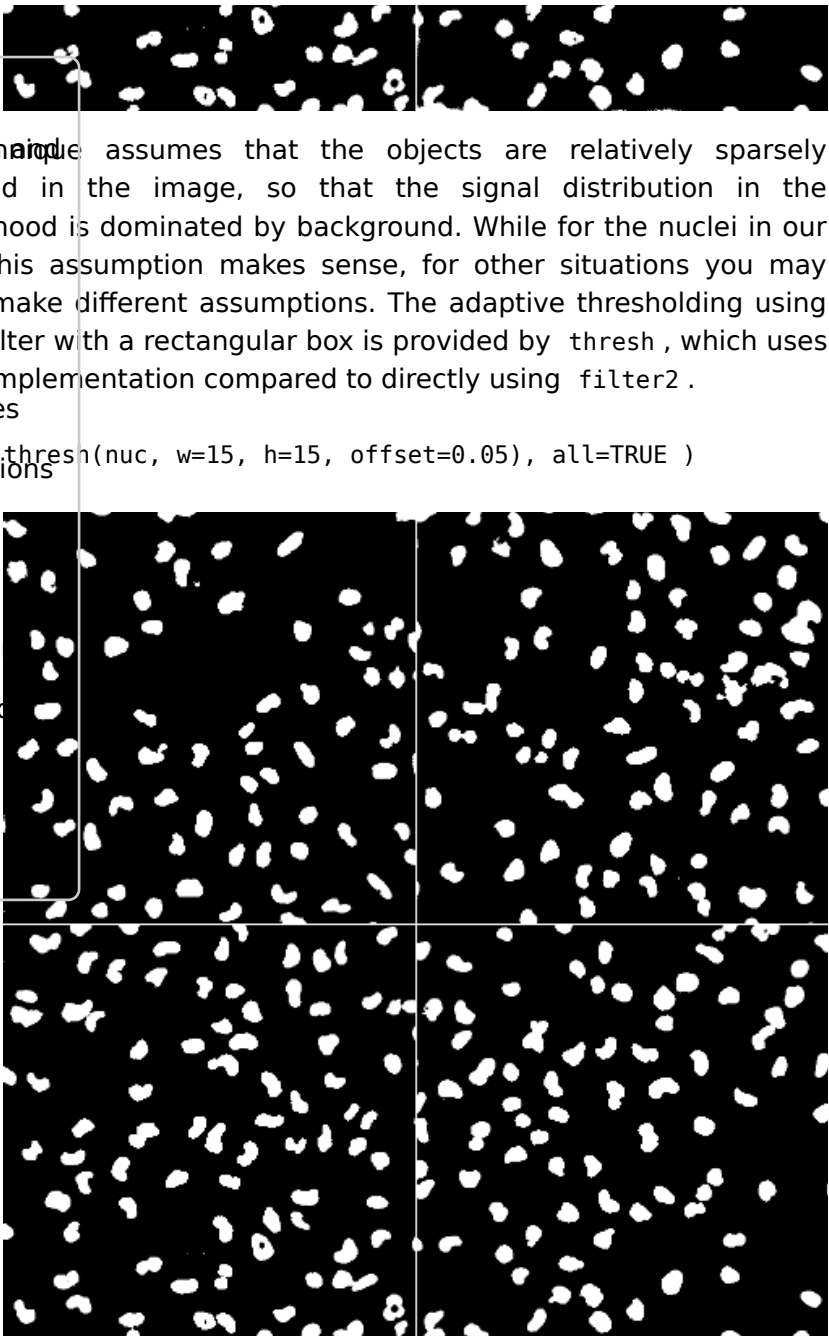 assumes that the objects are relatively sparsely
d in the image, so that the signal distribution in the
hood is dominated by background. While for the nuclei in our
his assumption makes sense, for other situations you may
make different assumptions. The adaptive thresholding using
lter with a rectangular box is provided by thresh , which uses
mplementation compared to directly using filter2 .
es
thresh(nuc, w=15, h=15, offset=0.05), all=TRUE )
ions